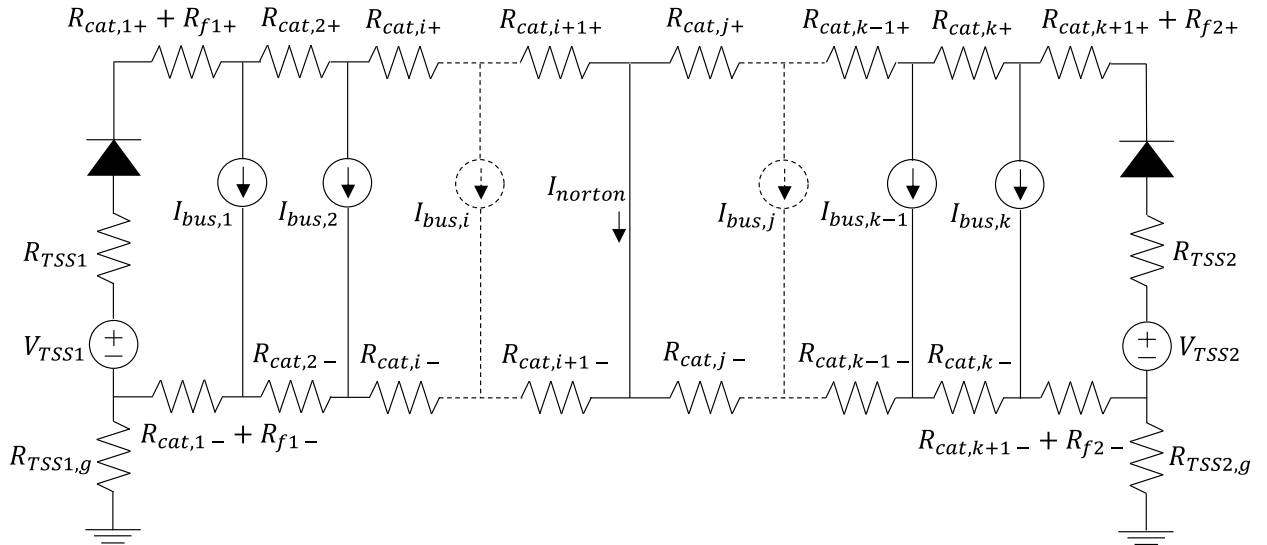 R_{cat,1+} + R_{f1+} R_{cat,2+} R_{cat,i+} R_{cat,i+1+} R_{cat,j+} R_{cat,k-1+} R_{cat,k+} R_{cat,k+1+} + R_{f2+}
I_{bus,1} I_{bus,2} I_{bus,i} I_{norton} I_{bus,j} I_{bus,k-1} I_{bus,k}
R_{TSS1} R_{TSS2}
V_{TSS1} + − R_{cat,2-} R_{cat,i-} R_{cat,i+1-} R_{cat,j-} R_{cat,k-1-} R_{cat,k-} + − V_{TSS2}
R_{cat,1-} + R_{f1-} R_{cat,k+1-} + R_{f2-}
R_{TSS1,g} R_{TSS2,g}